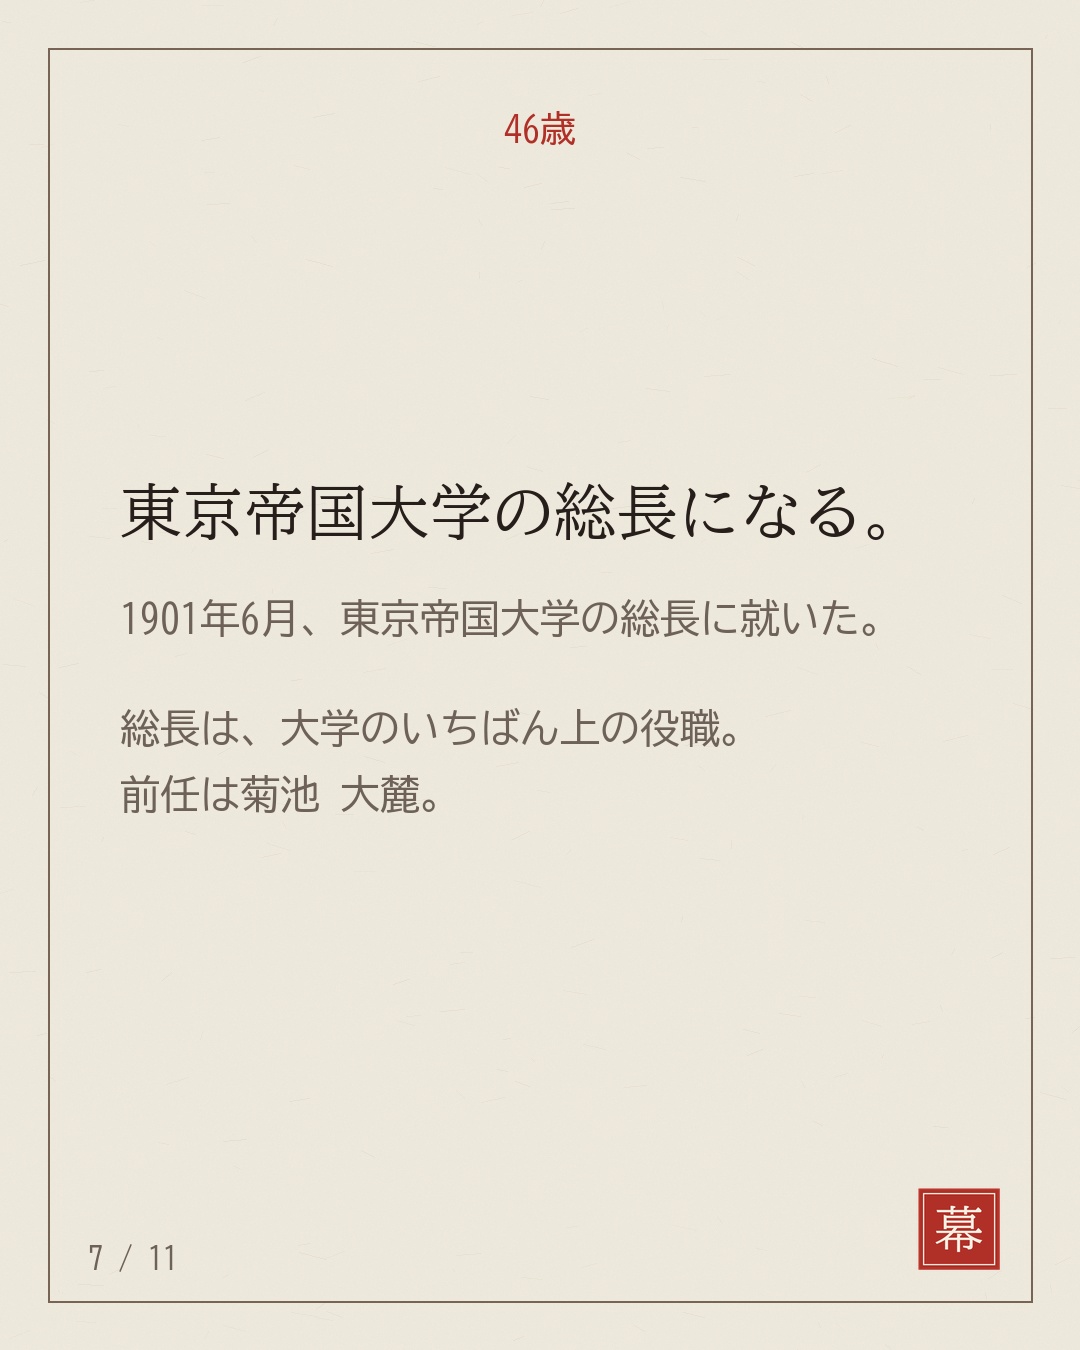 46歳
東京帝国大学の総長になる。
1901年6月、東京帝国大学の総長に就いた。
総長は、大学のいちばん上の役職。
前任は菊池 大麓。
7 / 11
幕